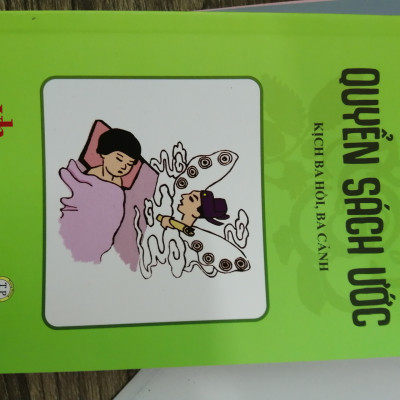 QUYỂN SÁCH ƯỚC
KỊCH BA HỒI, BA CẢNH